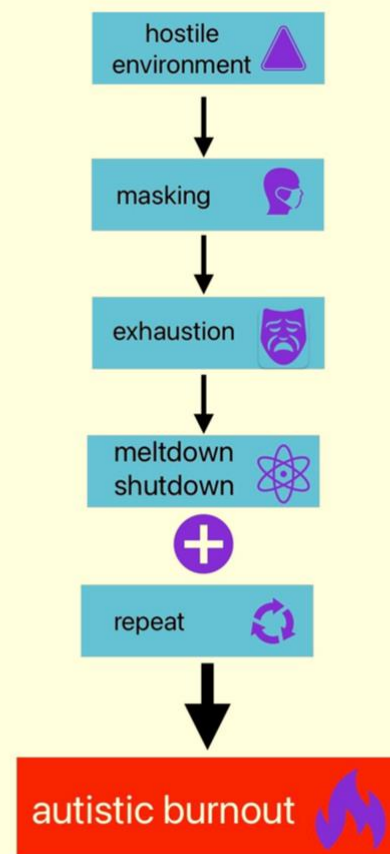 hostile
environment
masking
exhaustion
meltdown
shutdown
repeat
autistic burnout